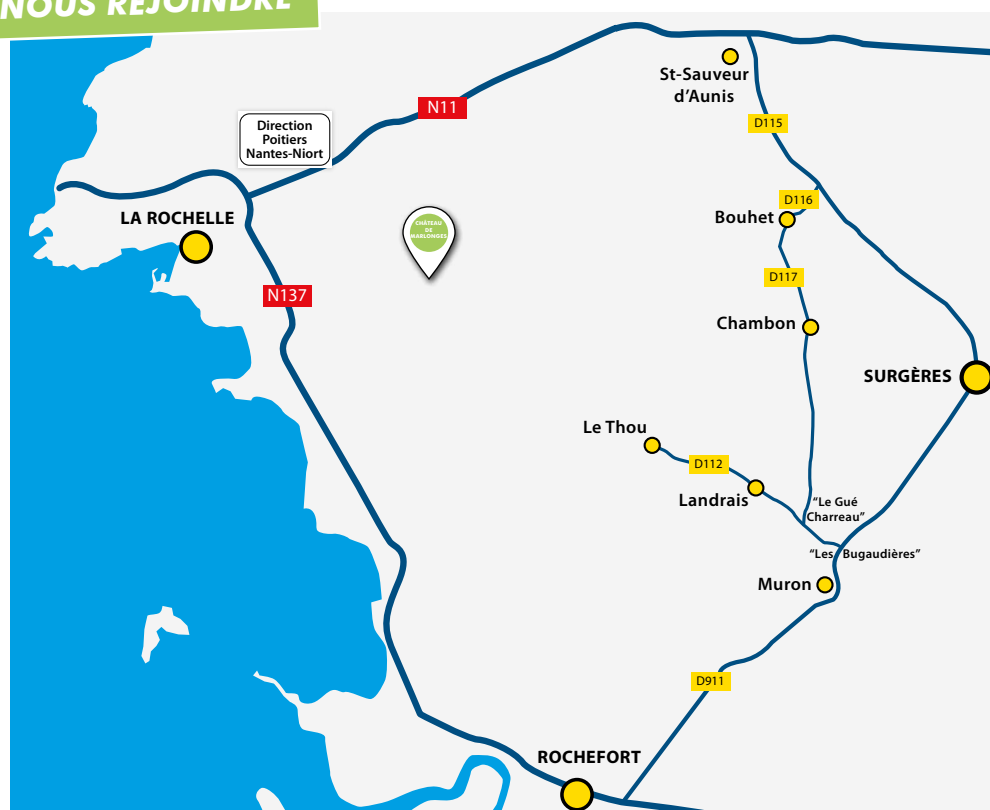 NOUS REJOINDRE
St-Sauveur
d’Aunis
N11
Direction
Poitiers
Nantes-Niort
D115
D116
LA ROCHELLE
Bouhet
CHÂTEAU
DE
MARLONGES
D117
N137
Chambon
SURGÈRES
Le Thou
D112
Landrais
“Le Gué
Charreau”
“Les Bugaudières”
Muron
D911
ROCHEFORT